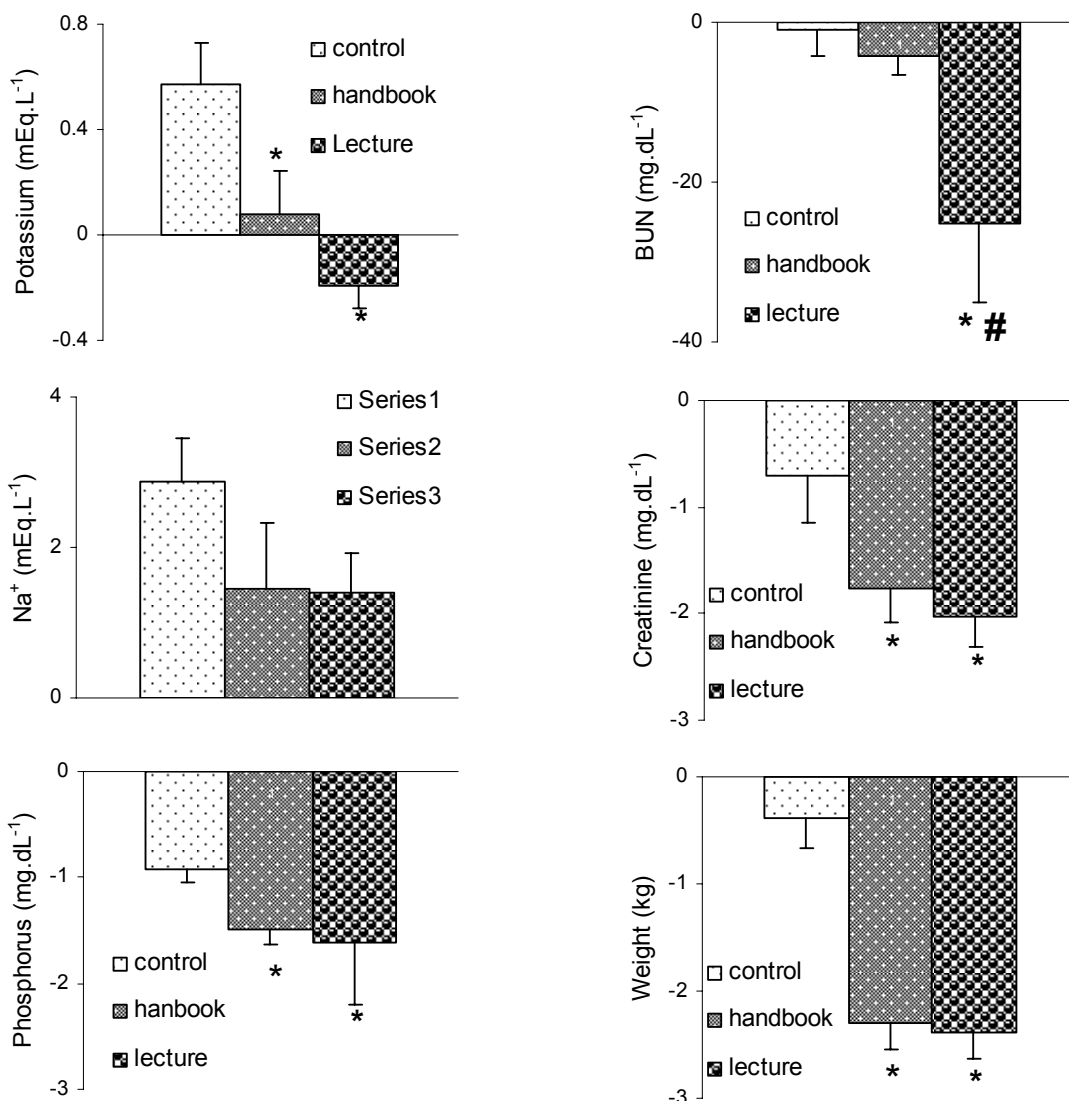 Potassium (mEq.L-1)
0.8
0.4
0
-0.4
control
handbook
Lecture
*
*
BUN (mg.dL-1)
0
-20
-40
control
handbook
lecture
* #
Na+ (mEq.L-1)
4
2
0
Series1
Series2
Series3
Creatinine (mg.dL-1)
0
-1
-2
-3
control
handbook
lecture
*
*
Phosphorus (mg.dL-1)
0
-1
-2
-3
control
hanbook
lecture
*
*
Weight (kg)
0
-1
-2
-3
control
handbook
lecture
*
*